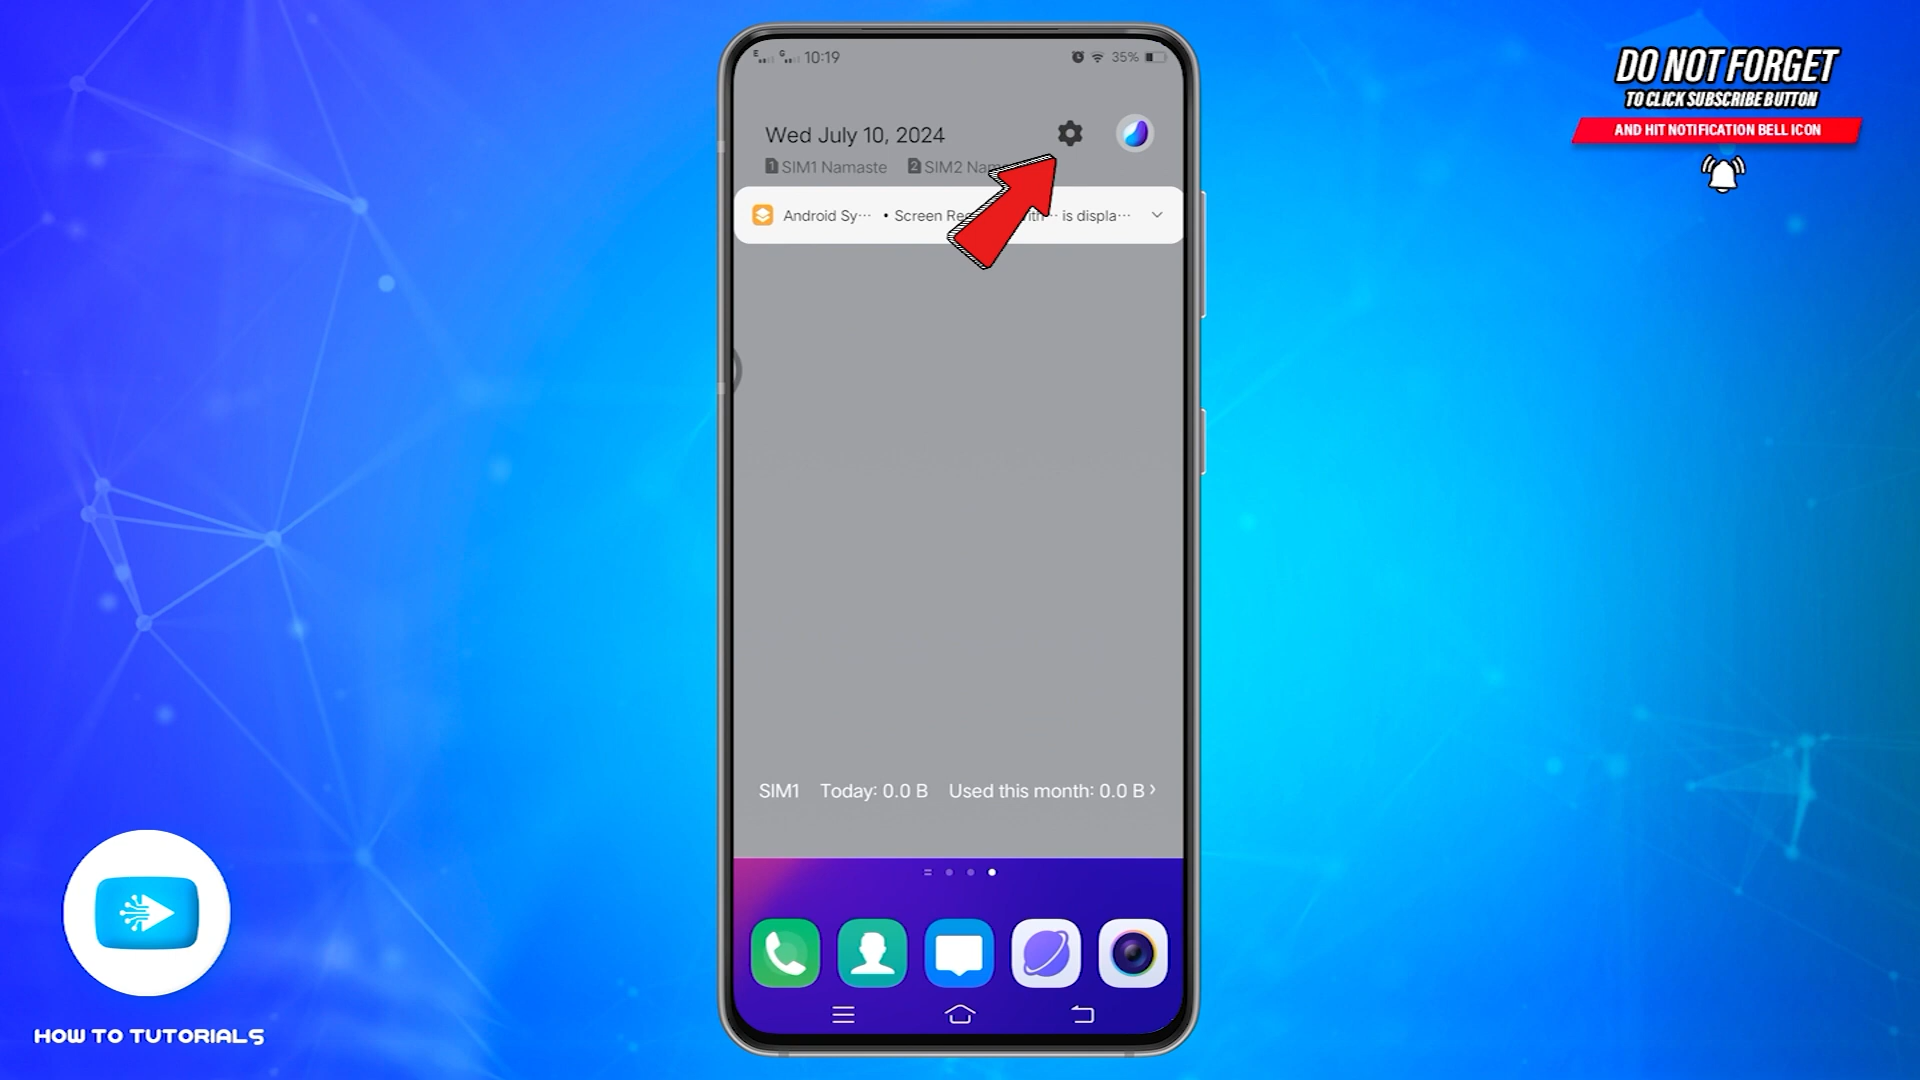 E G 10:19 35%
DO NOT FORGET
TO CLICK SUBSCRIBE BUTTON
AND HIT NOTIFICATION BELL ICON
Wed July 10, 2024
1 SIM1 Namaste 2 SIM2
Android Sy··· • Screen is displa···
SIM1 Today: 0.0 B Used this month: 0.0 B ›
HOW TO TUTORIALS